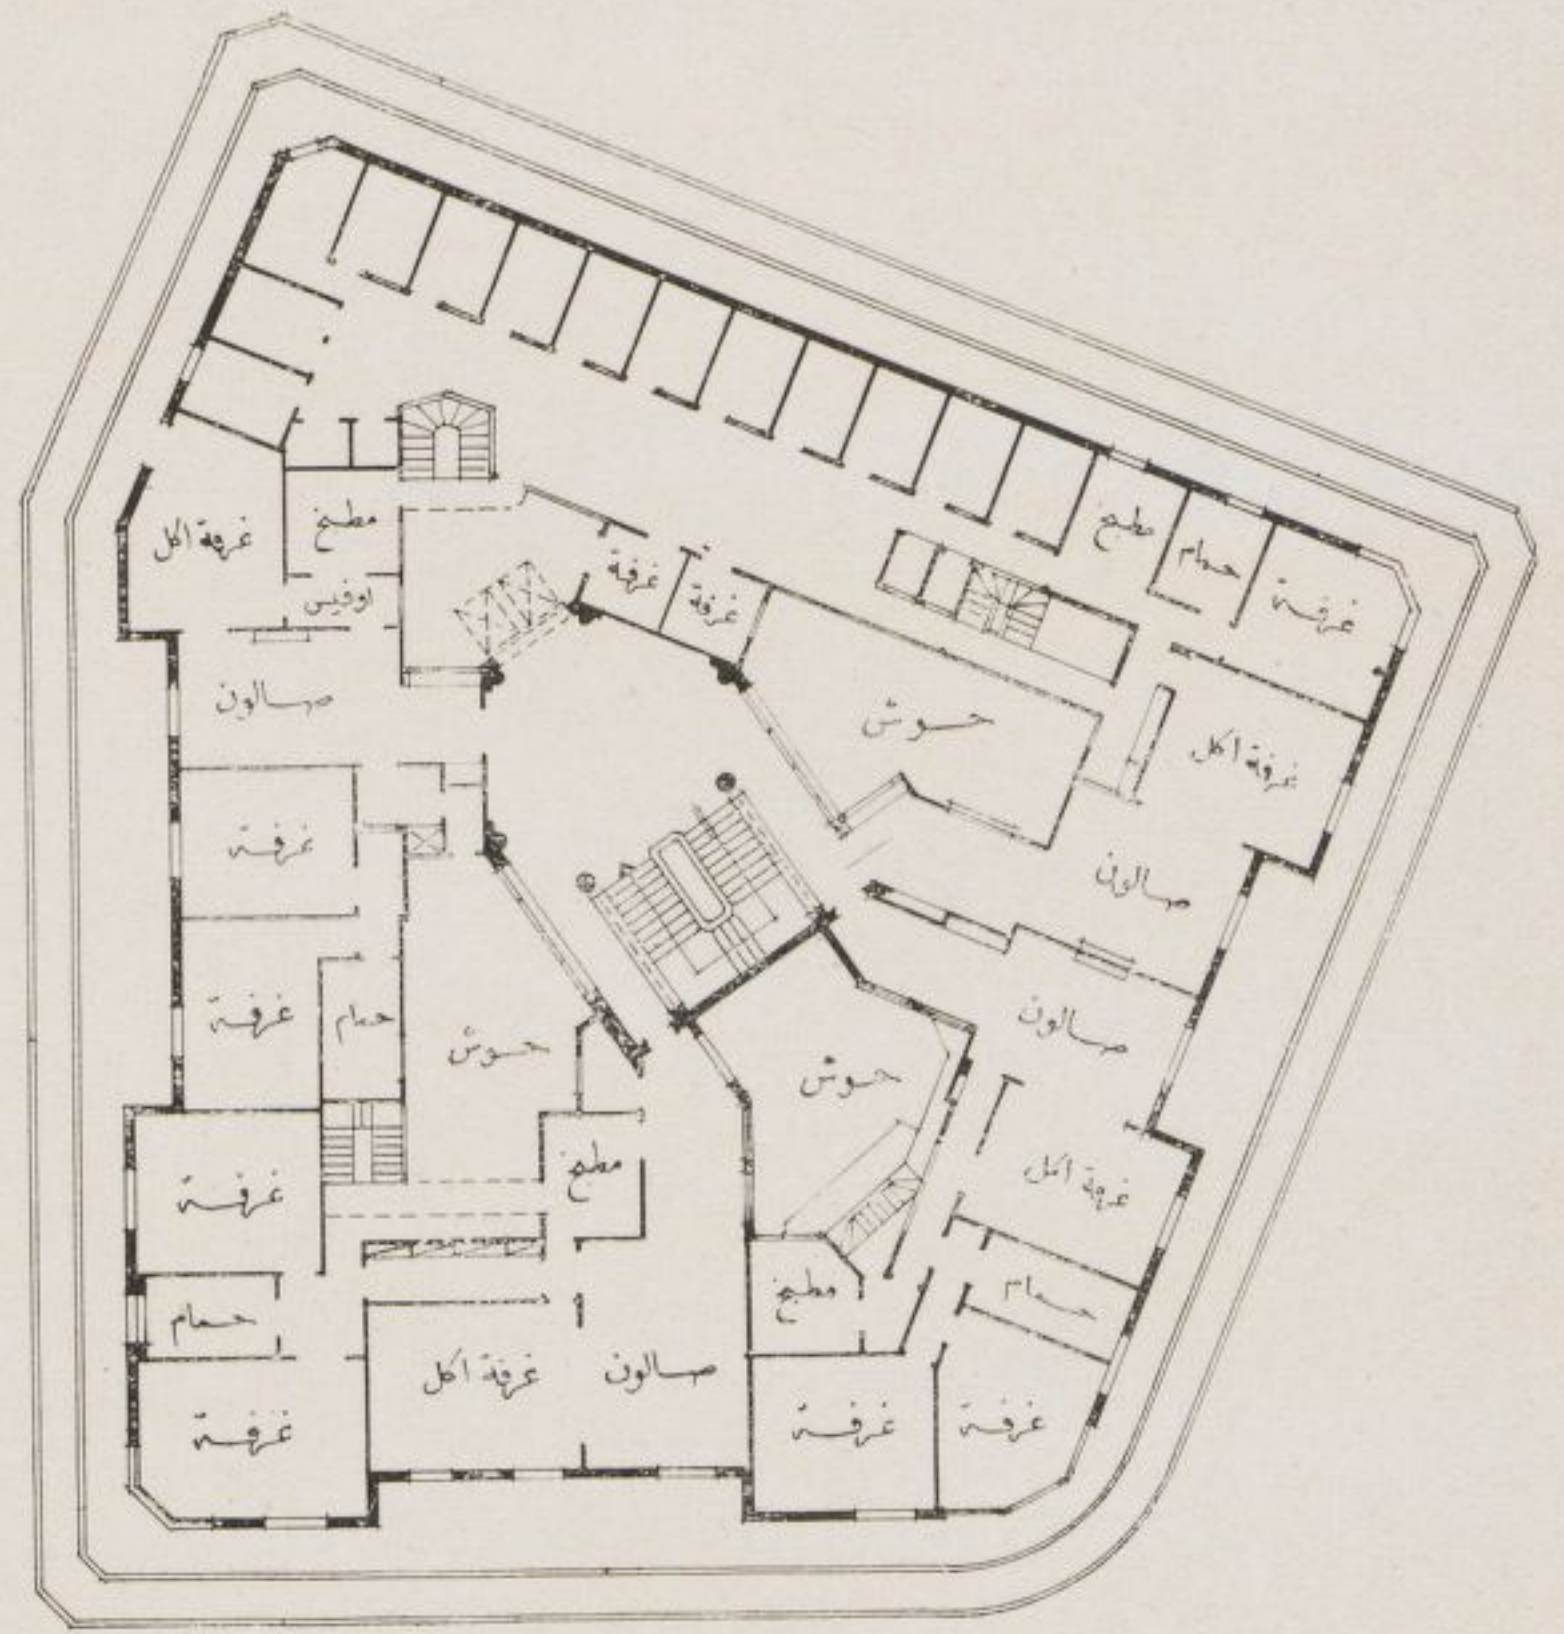 غرفة اكل
مطبخ
اوفيس
غرفة
غرفة
مطبخ
حمام
غرفة
صالون
حوش
غرفة اكل
غرفة
صالون
غرفة
حمام
حوش
حوش
صالون
غرفة
مطبخ
غرفة اكل
حمام
غرفة اكل
صالون
مطبخ
حمام
غرفة
غرفة
غرفة